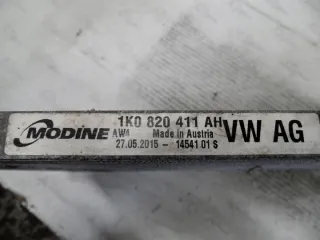 MODINE
1K0 820 411 AH
AW4 Made in Austria
27.05.2015 - 14541 01 S
VW AG